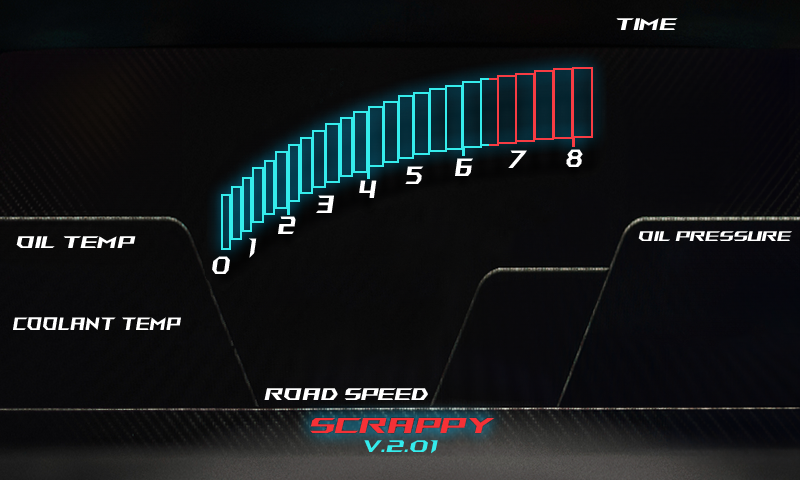 TIME
0
1
2
3
4
5
6
7
8
OIL TEMP
OIL PRESSURE
COOLANT TEMP
ROAD SPEED
SCRAPPY
V.2.01